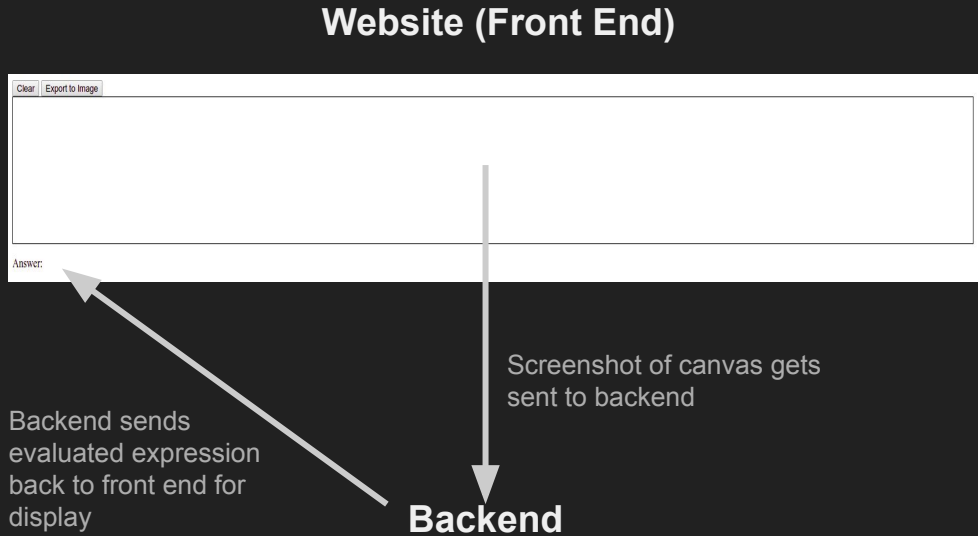 Website (Front End)
Clear Export to Image
Answer:
Screenshot of canvas gets
sent to backend
Backend sends
evaluated expression
back to front end for
display
Backend